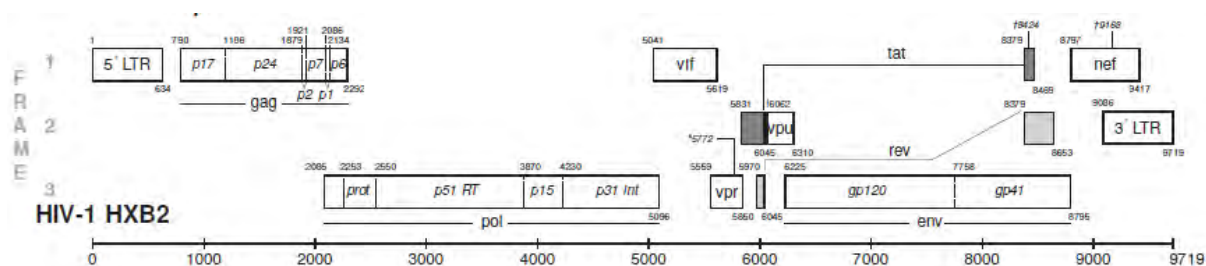 1921 2086 †8424 †9168
1 790 1186 1879 2134 5041 8379 8797
1 5' LTR p17 p24 p7 p6 vif tat nef
634 p2 p1 2292 5619 8469 9417
gag
5831 6062 8379 9086
2 vpu 3' LTR
*5772 6045 6310 rev 8653 9719
2085 2253 2550 3870 4230 5559 5970 6225 7758
3 prot p51 RT p15 p31 Int vpr gp120 gp41
5096 5850 6045 8795
pol env
FRAME
HIV-1 HXB2
0 1000 2000 3000 4000 5000 6000 7000 8000 9000 9719